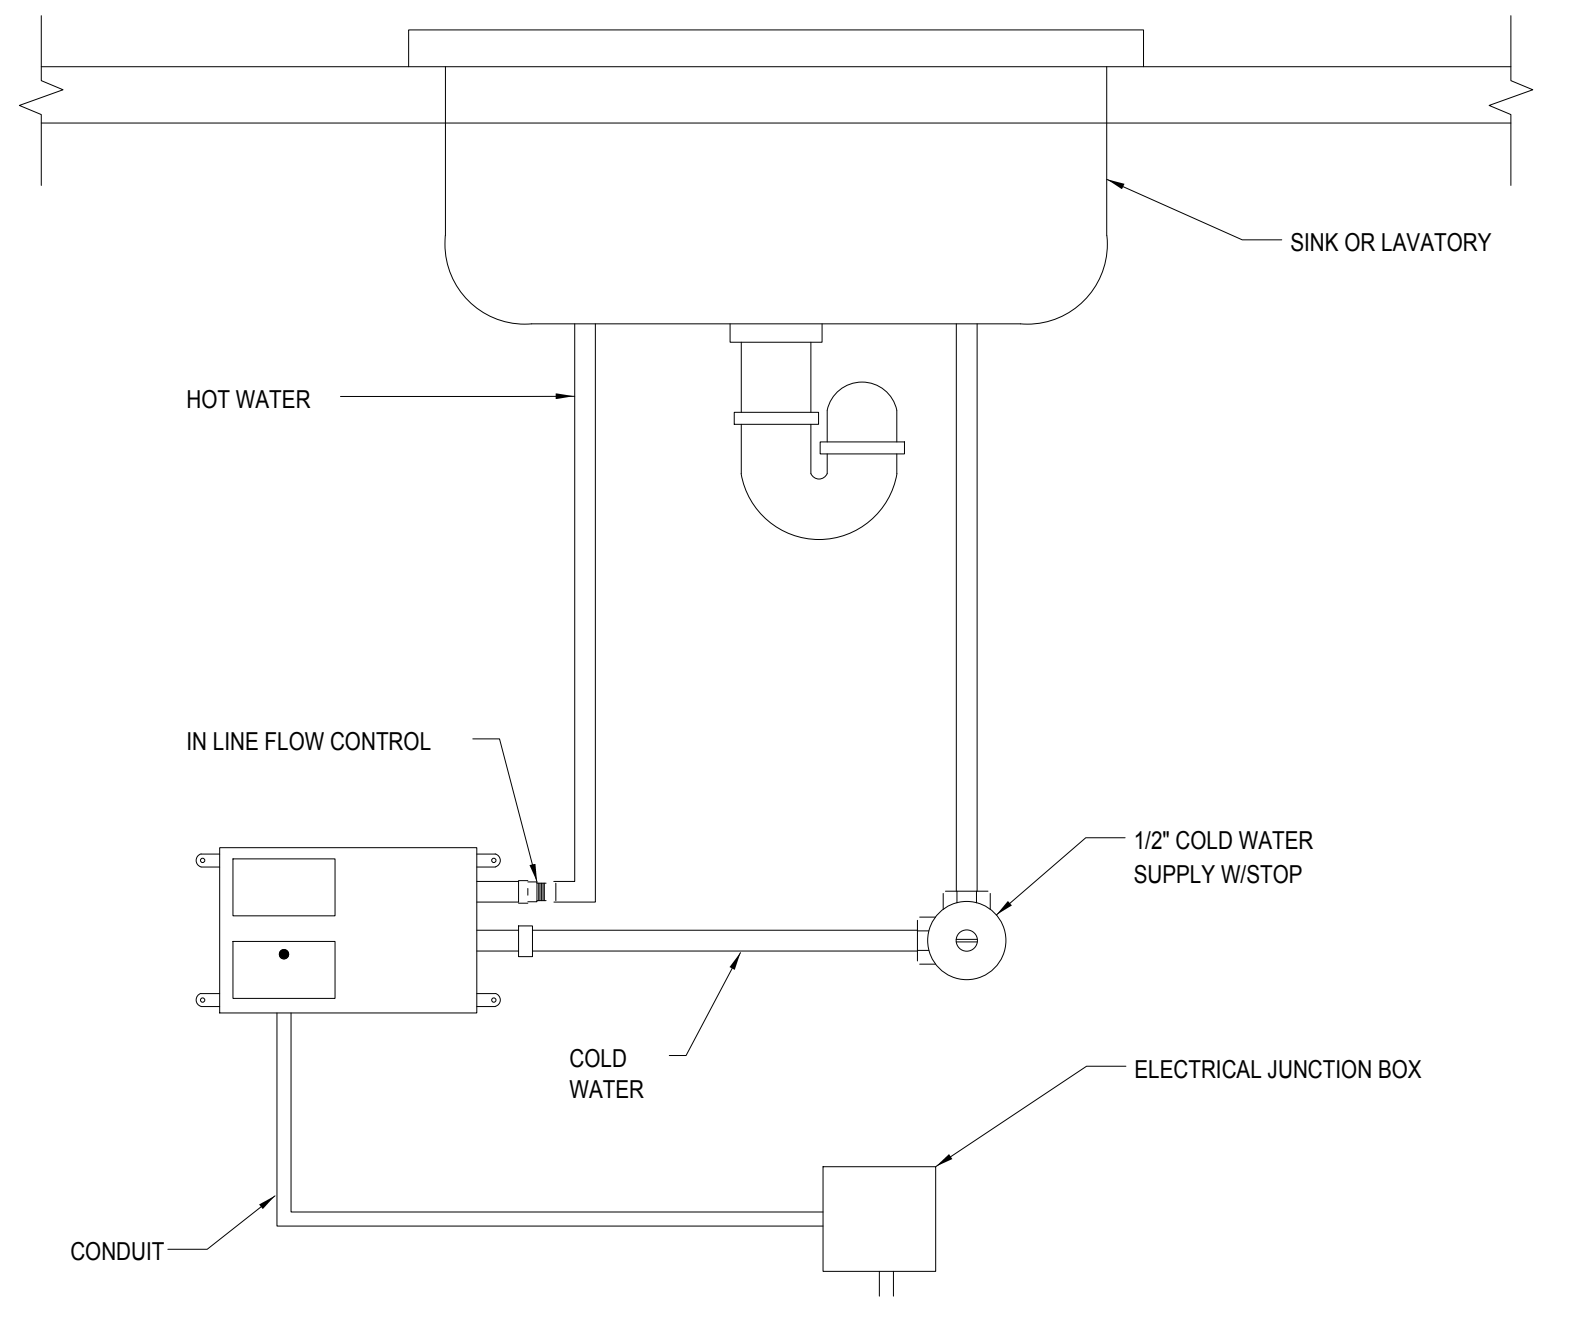 SINK OR LAVATORY
HOT WATER
IN LINE FLOW CONTROL
1/2" COLD WATER
SUPPLY W/STOP
COLD
WATER
ELECTRICAL JUNCTION BOX
CONDUIT